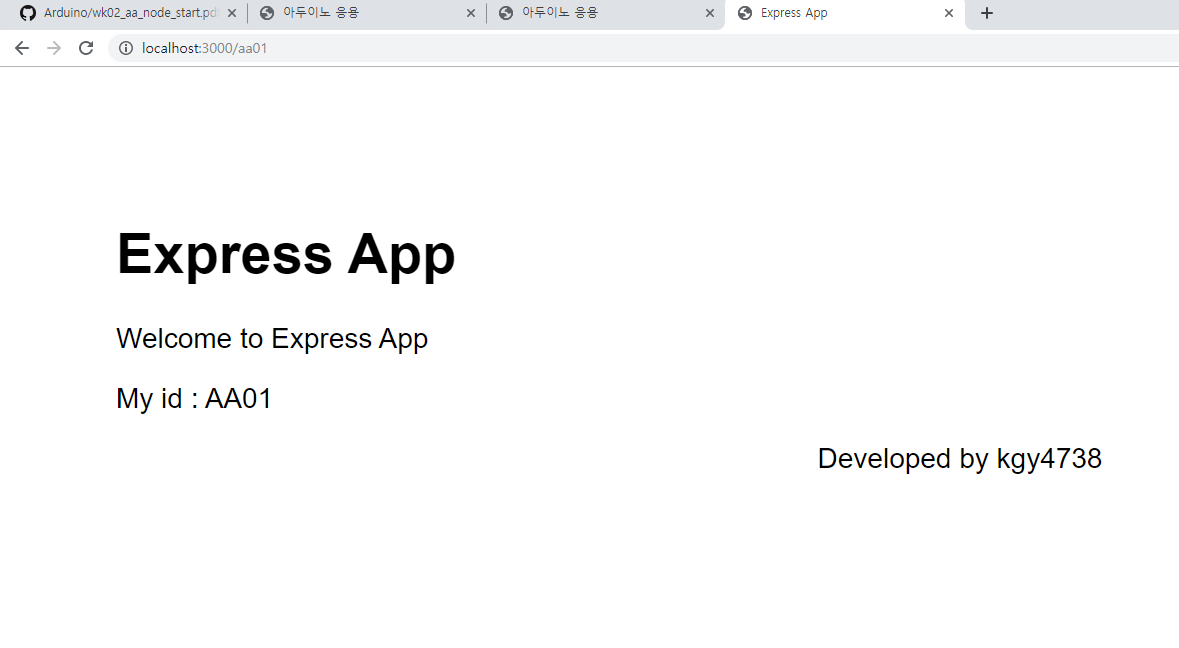 Arduino/wk02_aa_node_start.pdf
아두이노 응용
아두이노 응용
Express App
localhost:3000/aa01
Express App
Welcome to Express App
My id : AA01
Developed by kgy4738